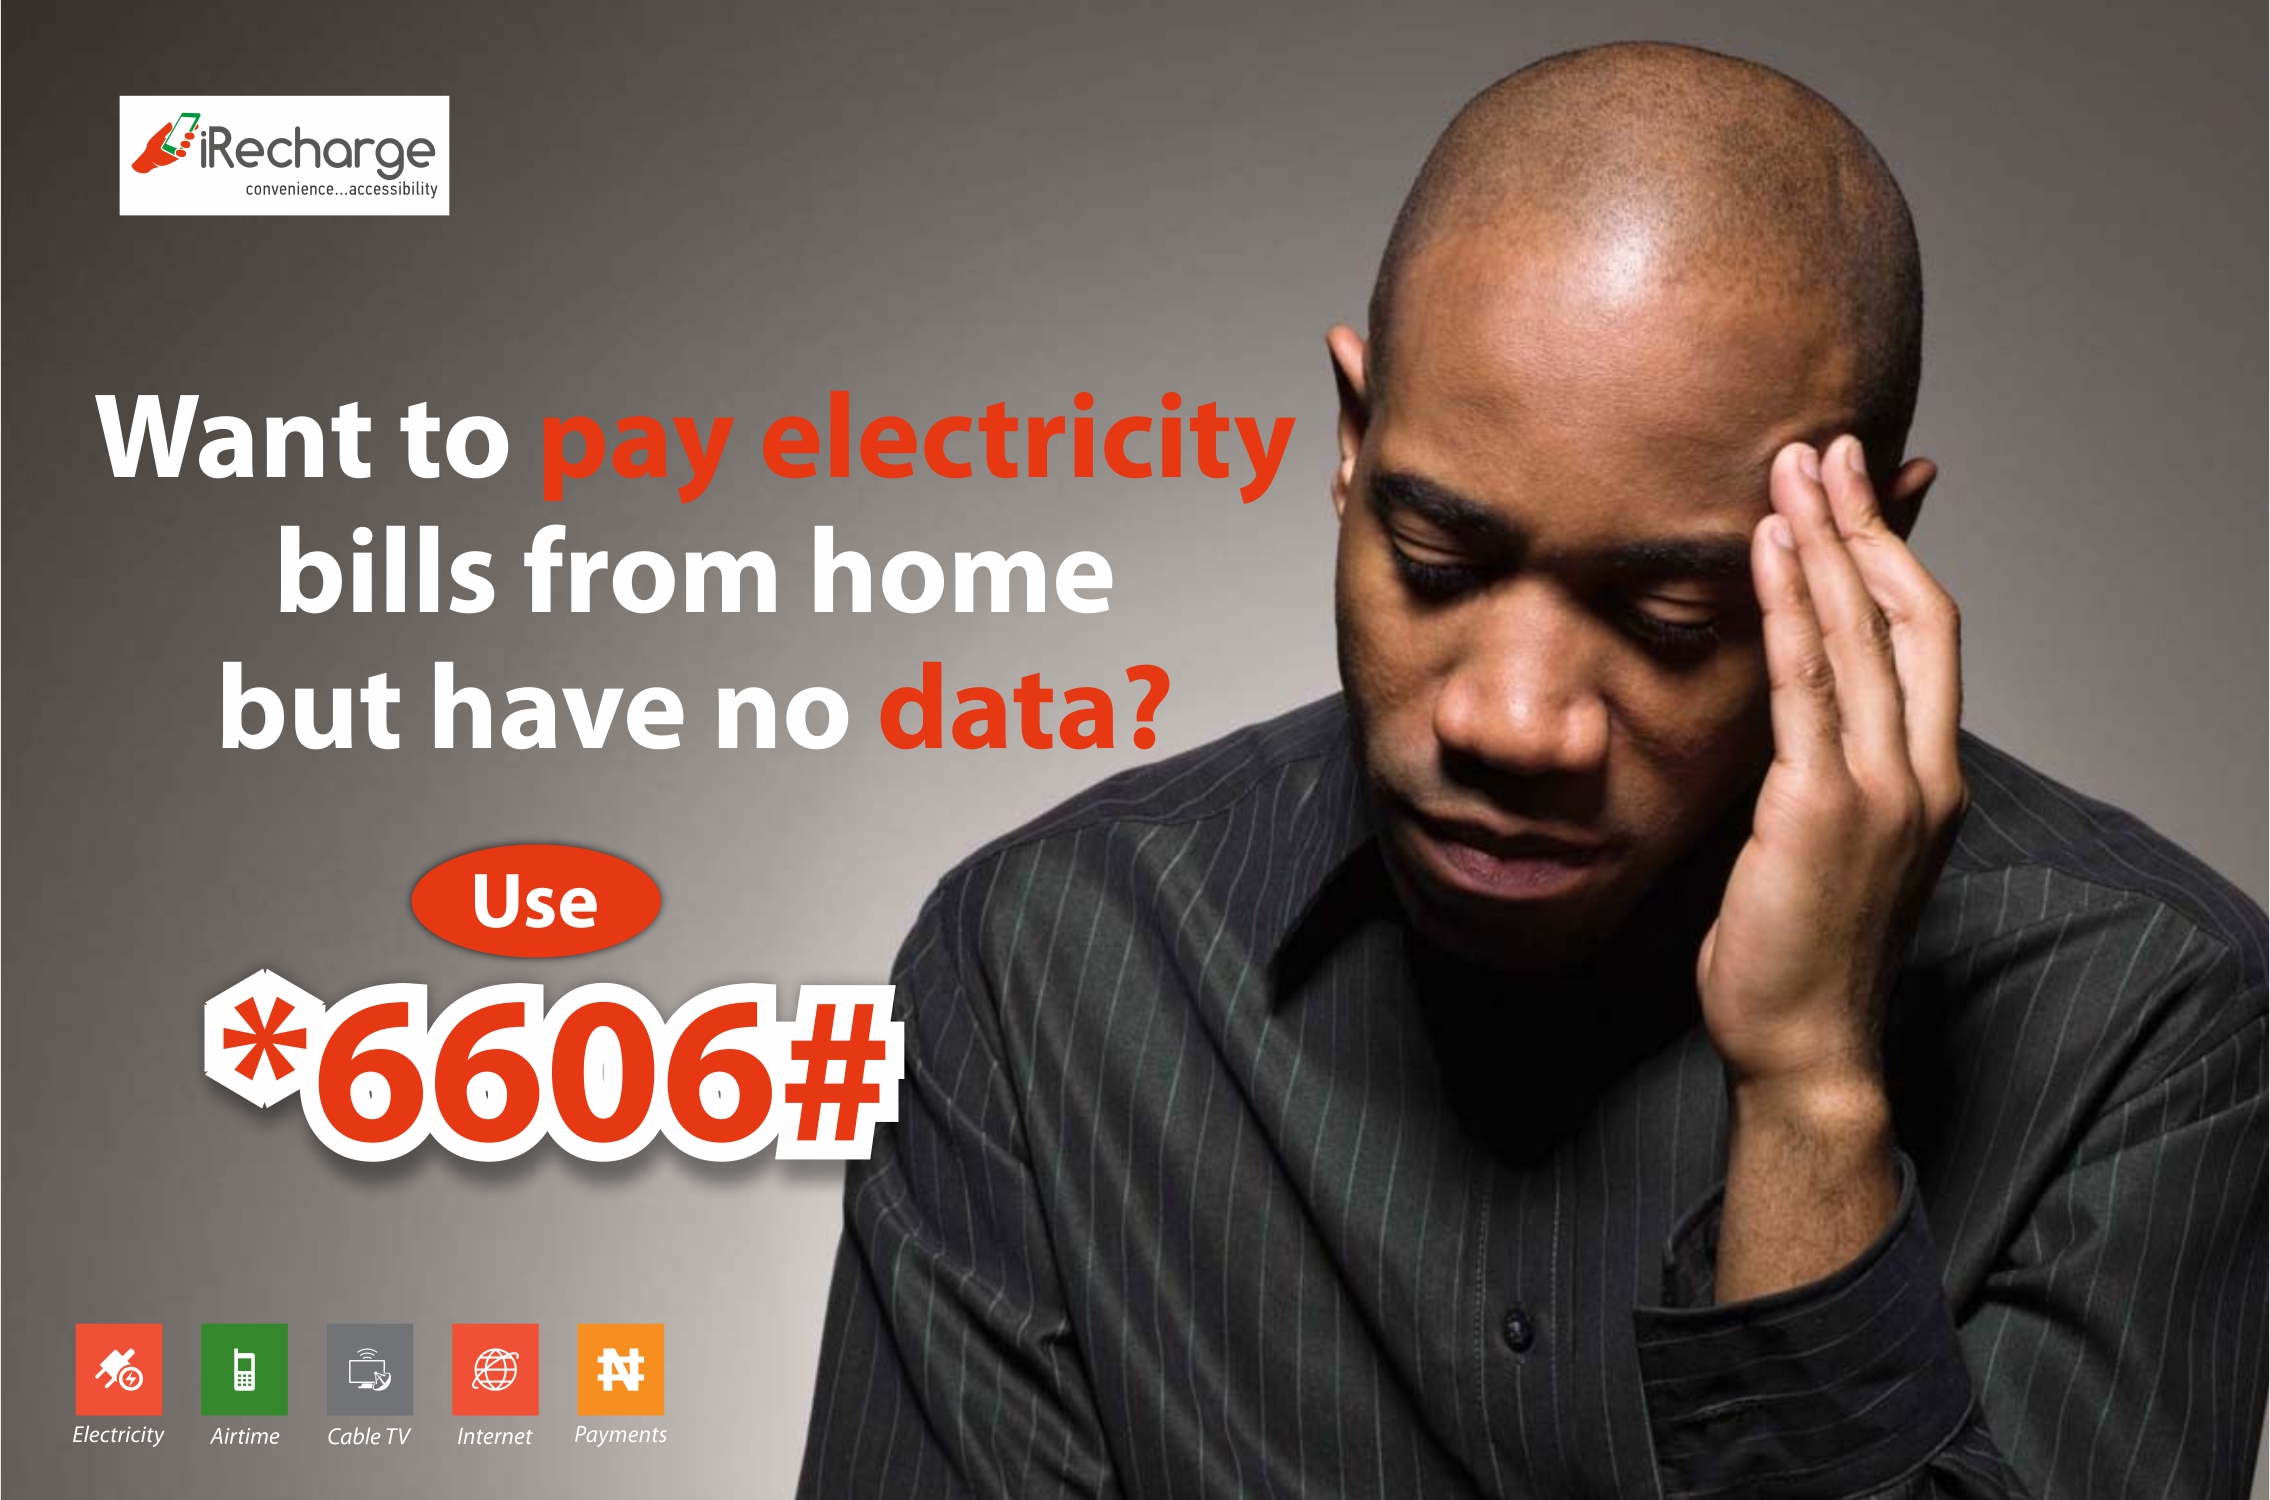 iRecharge
convenience...accessibility
Want to pay electricity
bills from home
but have no data?
Use
*6606#
Electricity Airtime Cable TV Internet Payments